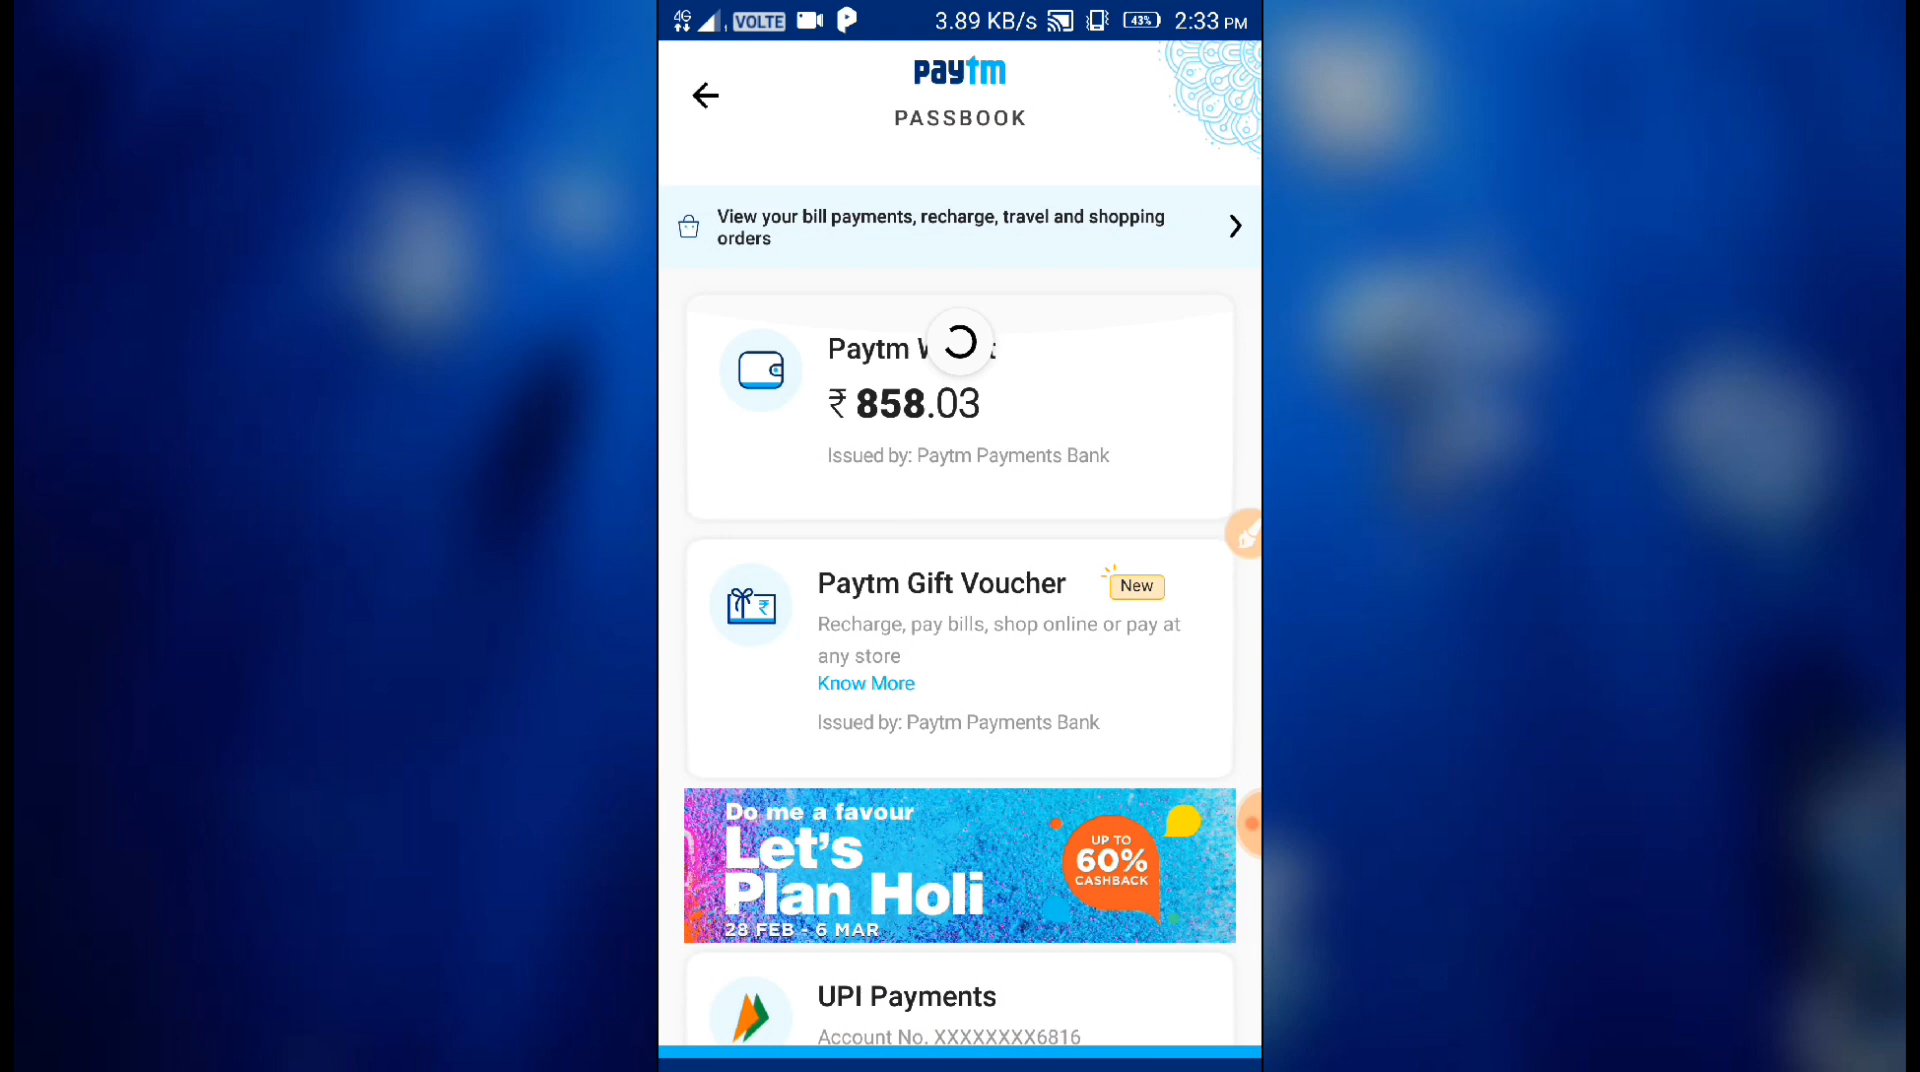 4G VOLTE 3.89 KB/s 43% 2:33 PM
paytm
PASSBOOK
View your bill payments, recharge, travel and shopping
orders
Paytm
₹ 858.03
Issued by: Paytm Payments Bank
Paytm Gift Voucher New
Recharge, pay bills, shop online or pay at
any store
Know More
Issued by: Paytm Payments Bank
Do me a favour
Let's
Plan Holi
28 FEB - 6 MAR
UP TO
60%
CASHBACK
UPI Payments
Account No. XXXXXXXX6816